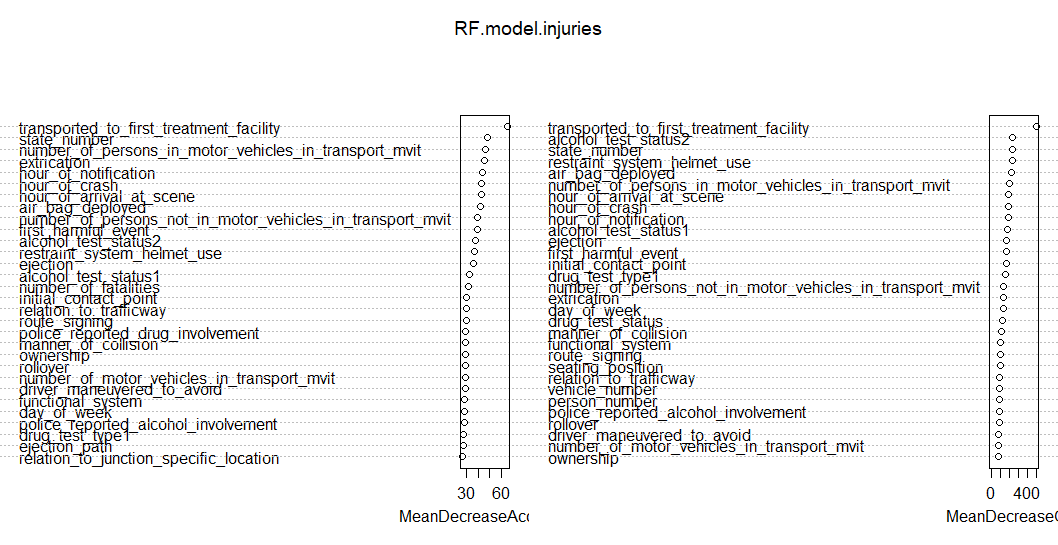 RF.model.injuries
transported_to_first_treatment_facility
state_number
number_of_persons_in_motor_vehicles_in_transport_mvit
extrication
hour_of_notification
hour_of_crash
hour_of_arrival_at_scene
air_bag_deployed
number_of_persons_not_in_motor_vehicles_in_transport_mvit
first_harmful_event
alcohol_test_status2
restraint_system_helmet_use
ejection
alcohol_test_status1
number_of_fatalities
initial_contact_point
relation_to_trafficway
route_signing
police_reported_drug_involvement
manner_of_collision
ownership
rollover
number_of_motor_vehicles_in_transport_mvit
driver_maneuvered_to_avoid
functional_system
day_of_week
police_reported_alcohol_involvement
drug_test_type1
ejection_path
relation_to_junction_specific_location
30 60
MeanDecreaseAcc
transported_to_first_treatment_facility
alcohol_test_status2
state_number
restraint_system_helmet_use
air_bag_deployed
number_of_persons_in_motor_vehicles_in_transport_mvit
hour_of_arrival_at_scene
hour_of_crash
hour_of_notification
alcohol_test_status1
ejection
first_harmful_event
initial_contact_point
drug_test_type1
number_of_persons_not_in_motor_vehicles_in_transport_mvit
extrication
day_of_week
drug_test_status
manner_of_collision
functional_system
route_signing
seating_position
relation_to_trafficway
vehicle_number
person_number
police_reported_alcohol_involvement
rollover
driver_maneuvered_to_avoid
number_of_motor_vehicles_in_transport_mvit
ownership
0 400
MeanDecreaseG